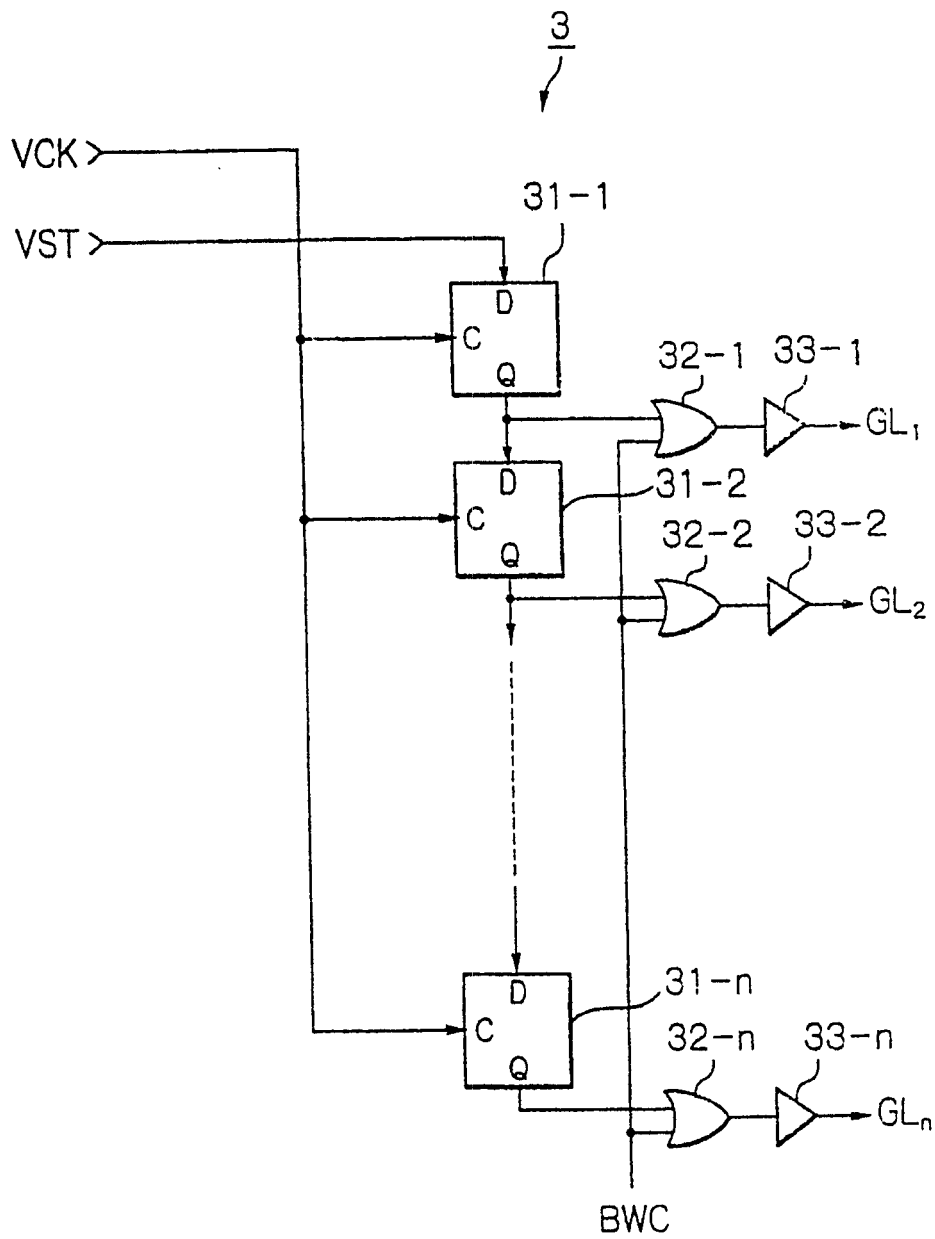 3
VCK
VST
31-1
D
C
Q
32-1
33-1
GL₁
D
31-2
C
Q
32-2
33-2
GL₂
D
31-n
C
Q
32-n
33-n
GLₙ
BWC